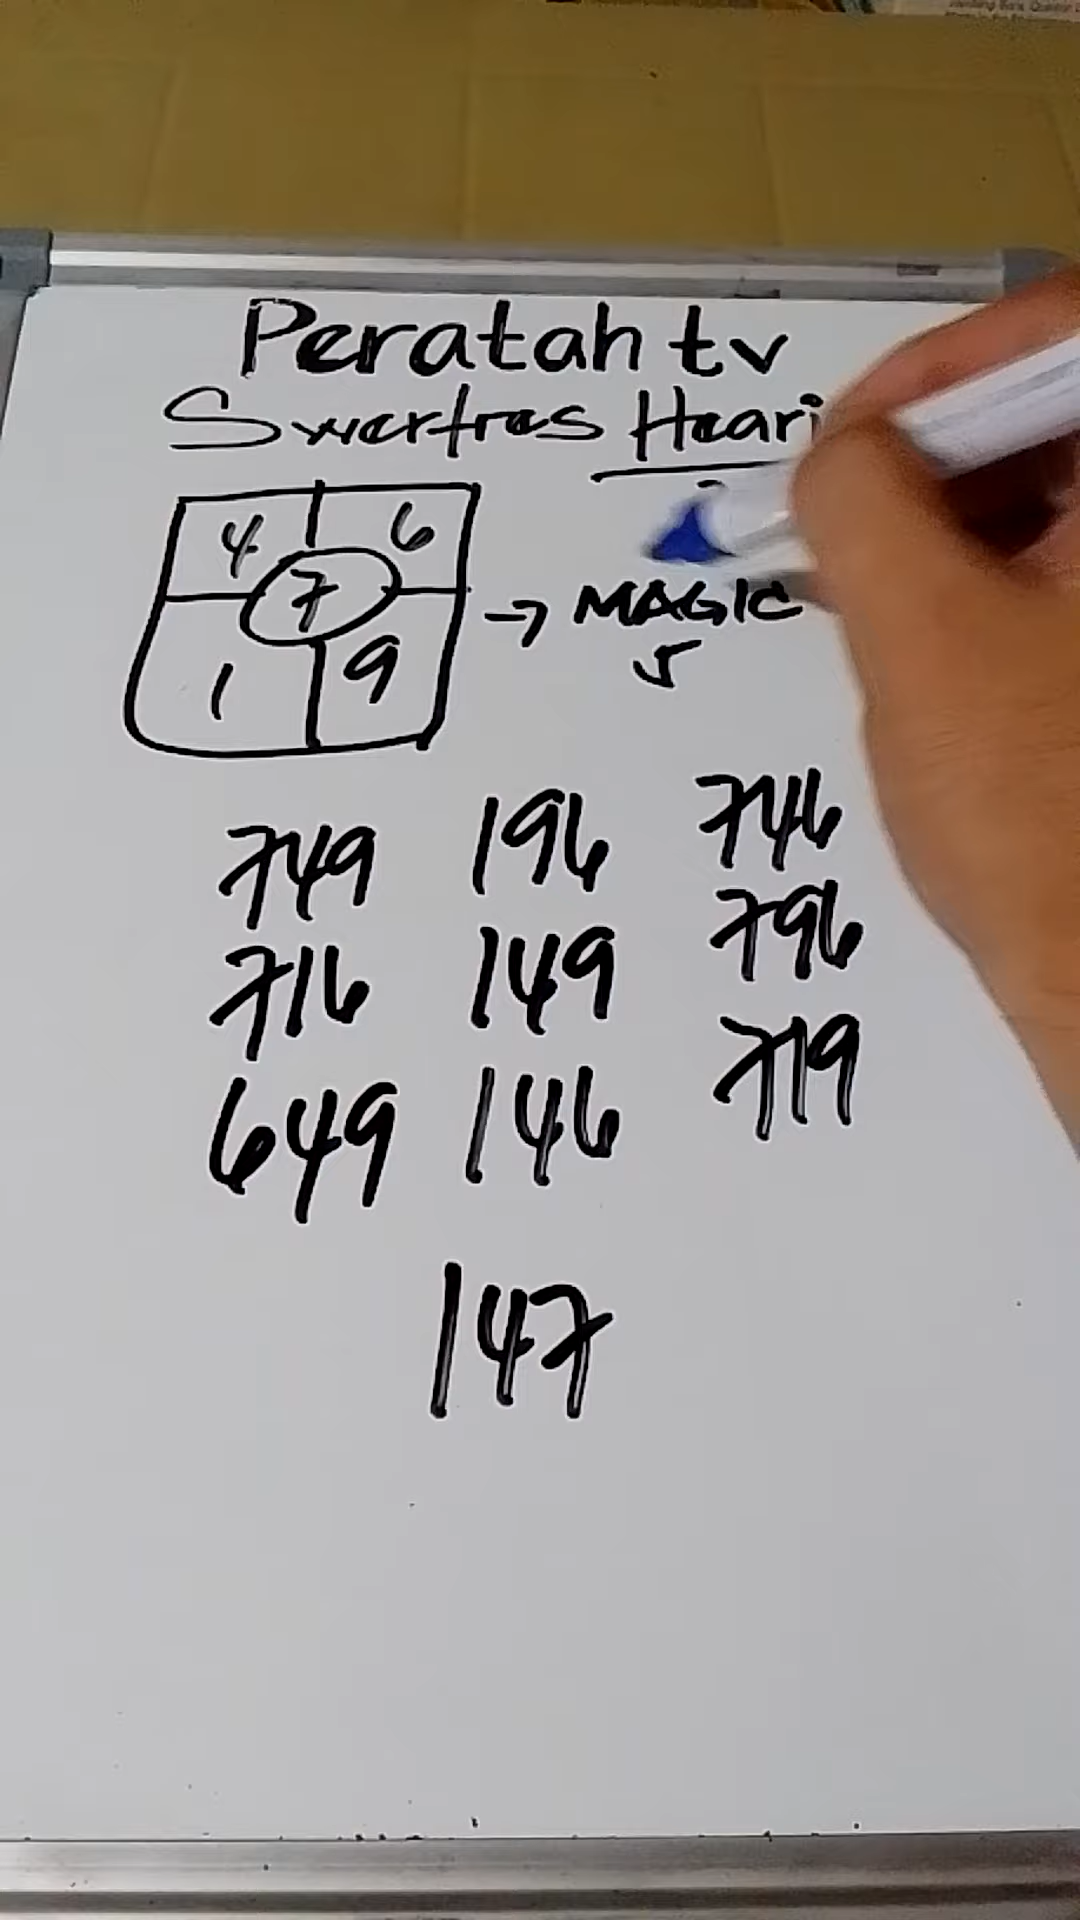 Peratah tv
Swertres Heari
4 6
7
1 9
→ MAGIC
5
749 196 746
716 149 796
649 146 719
147